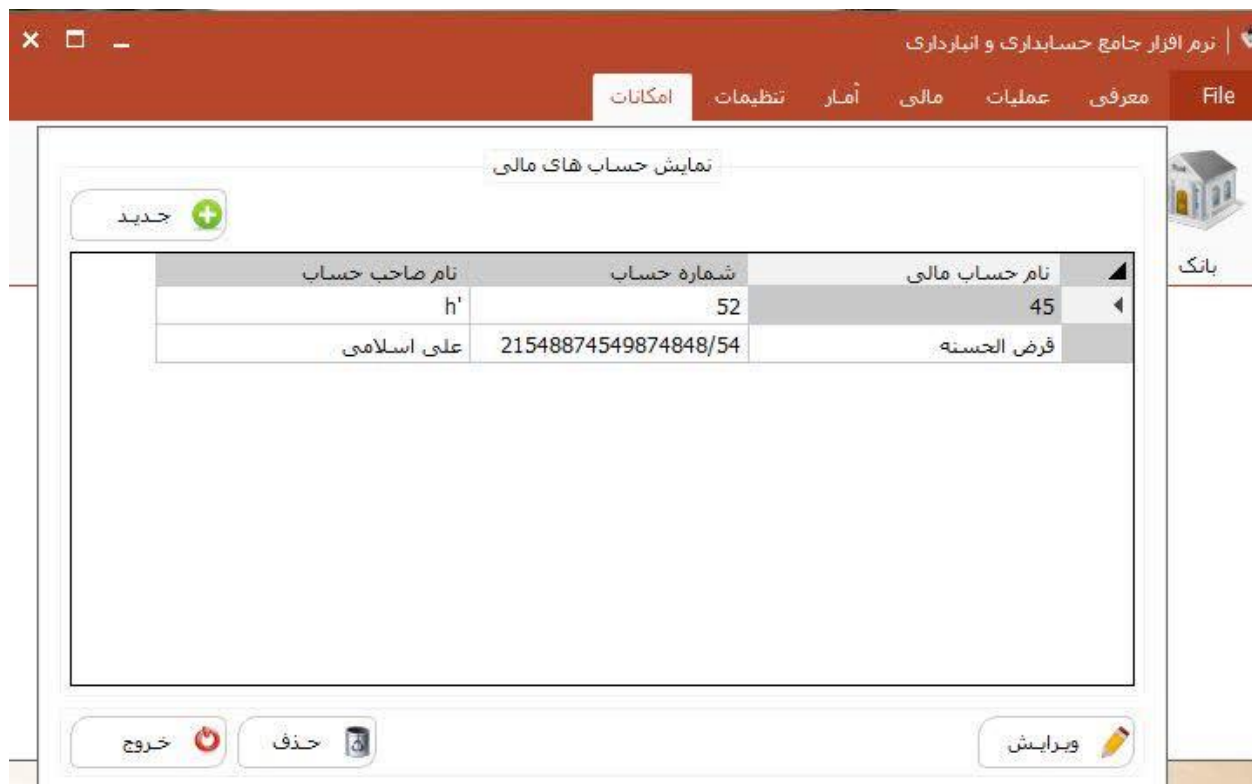 نرم افزار جامع حسابداری و انبارداری
File معرفی عملیات مالی آمار تنظیمات امکانات
نمایش حساب های مالی
جدید
بانک
نام حساب مالی شماره حساب نام صاحب حساب
45 52 h'
قرض الحسنه 21548874549874848/54 علی اسلامی
ویرایش حذف خروج